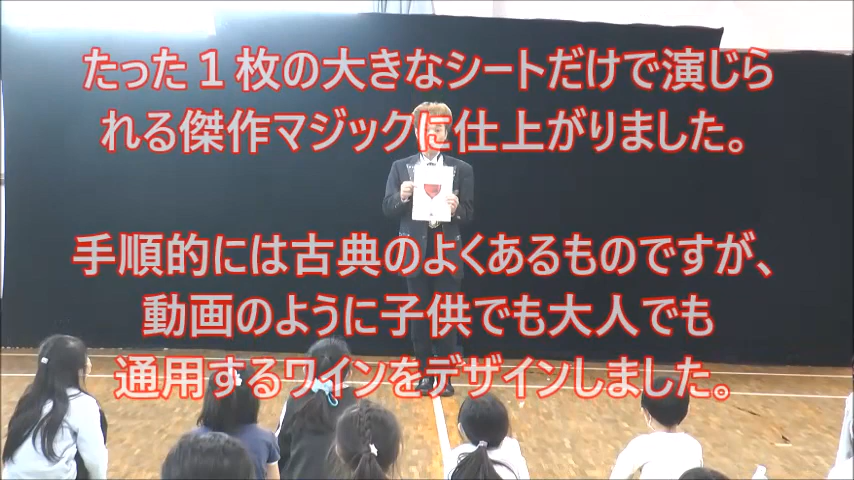 たった１枚の大きなシートだけで演じら
れる傑作マジックに仕上がりました。
手順的には古典のよくあるものですが、
動画のように子供でも大人でも
通用するワインをデザインしました。